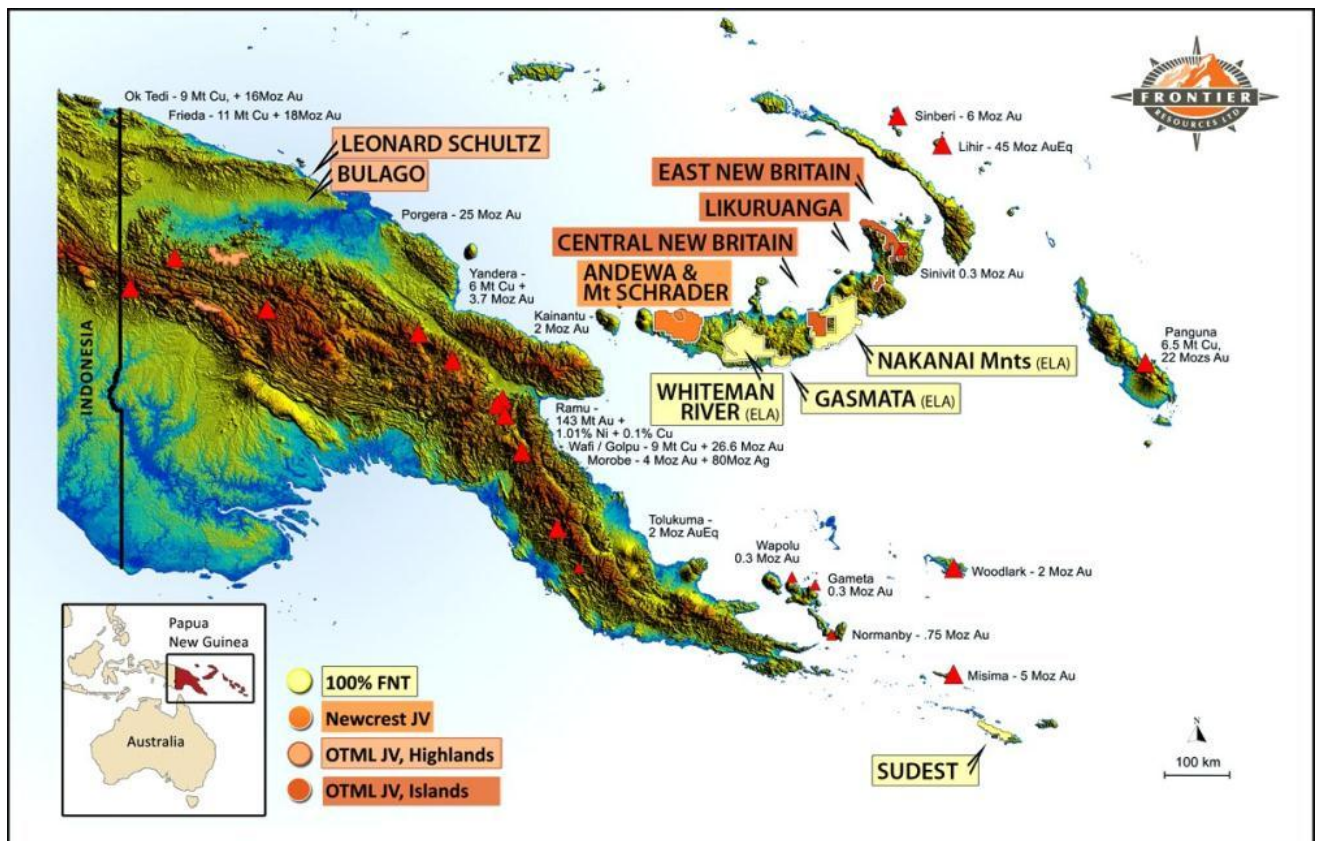 Ok Tedi - 9 Mt Cu, + 16Moz Au
Frieda - 11 Mt Cu + 18Moz Au
LEONARD SCHULTZ
BULAGO
Porgera - 25 Moz Au
Yandera -
6 Mt Cu +
3.7 Moz Au
Kainantu -
2 Moz Au
INDONESIA
Ramu -
143 Mt Au +
1.01% Ni + 0.1% Cu
- Wafi / Golpu - 9 Mt Cu + 26.6 Moz Au
Morobe - 4 Moz Au + 80Moz Ag
EAST NEW BRITAIN
LIKURUANGA
CENTRAL NEW BRITAIN
ANDEWA &
Mt SCHRADER
FRONTIER
RESOURCES LTD
Sinberi - 6 Moz Au
Lihir - 45 Moz AuEq
Sinivit 0.3 Moz Au
Panguna
6.5 Mt Cu,
22 Mozs Au
NAKANAI Mnts (ELA)
WHITEMAN
RIVER (ELA)
GASMATA (ELA)
Tolukuma -
2 Moz AuEq
Wapolu
0.3 Moz Au
Gameta
0.3 Moz Au
Woodlark - 2 Moz Au
Normanby - .75 Moz Au
Misima - 5 Moz Au
SUDEST
Papua
New Guinea
Australia
100% FNT
Newcrest JV
OTML JV, Highlands
OTML JV, Islands
N
100 km